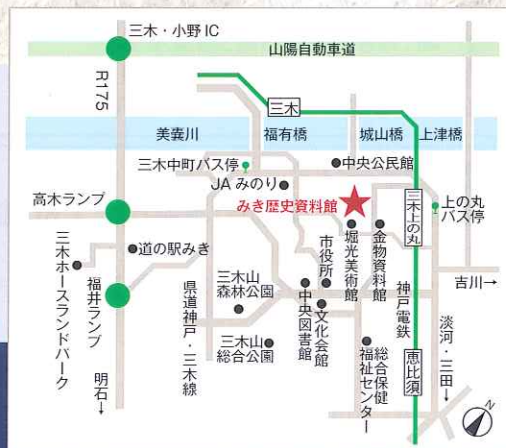 三木・小野IC
山陽自動車道
R175
三木
美嚢川
福有橋
城山橋
上津橋
三木中町バス停
中央公民館
JAみのり
高木ランプ
みき歴史資料館
三木上の丸
上の丸
バス停
道の駅みき
三木ホースランドパーク
福井ランプ
県道神戸・三木線
三木山
森林公園
三木山
総合公園
市役所
中央図書館
文化会館
堀光美術館
金物資料館
神戸電鉄
吉川→
淡河・三田→
総合保健
福祉センター
恵比須
明石→
N